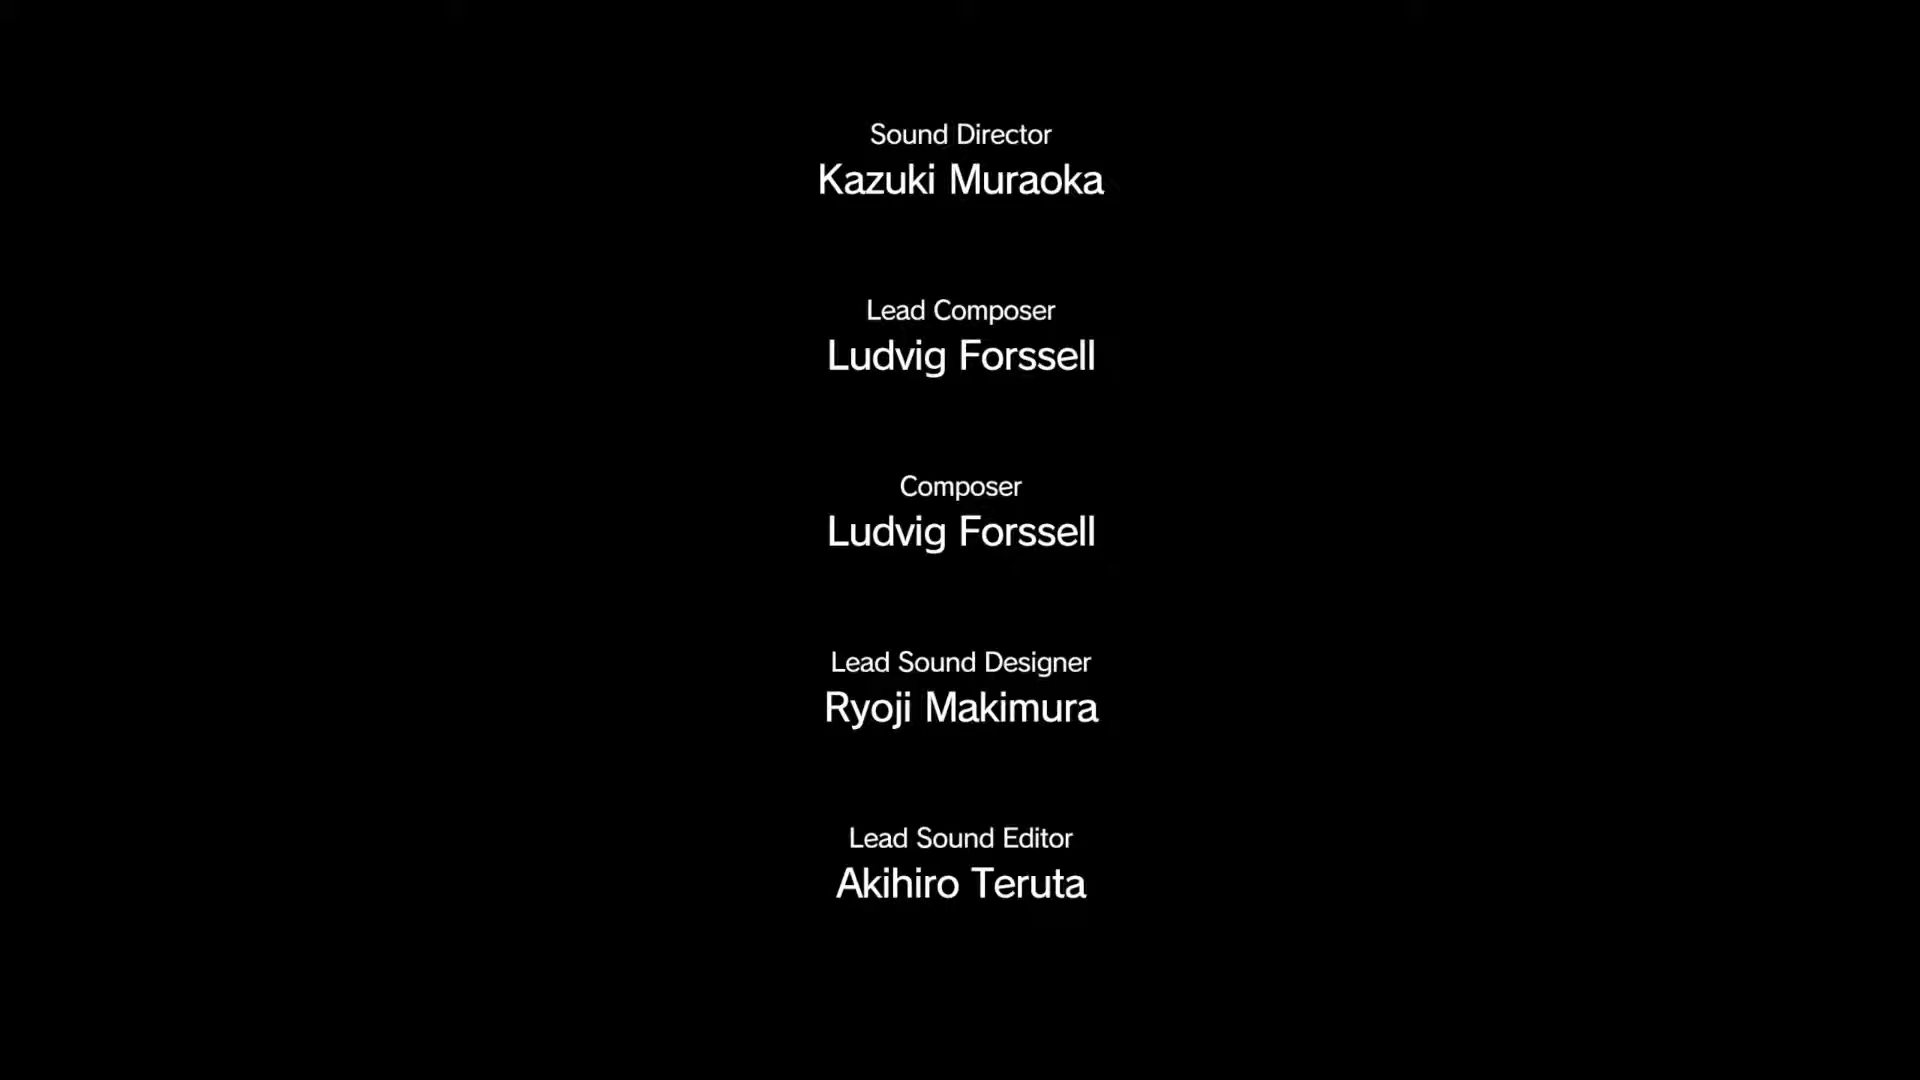 Sound Director
Kazuki Muraoka
Lead Composer
Ludvig Forssell
Composer
Ludvig Forssell
Lead Sound Designer
Ryoji Makimura
Lead Sound Editor
Akihiro Teruta